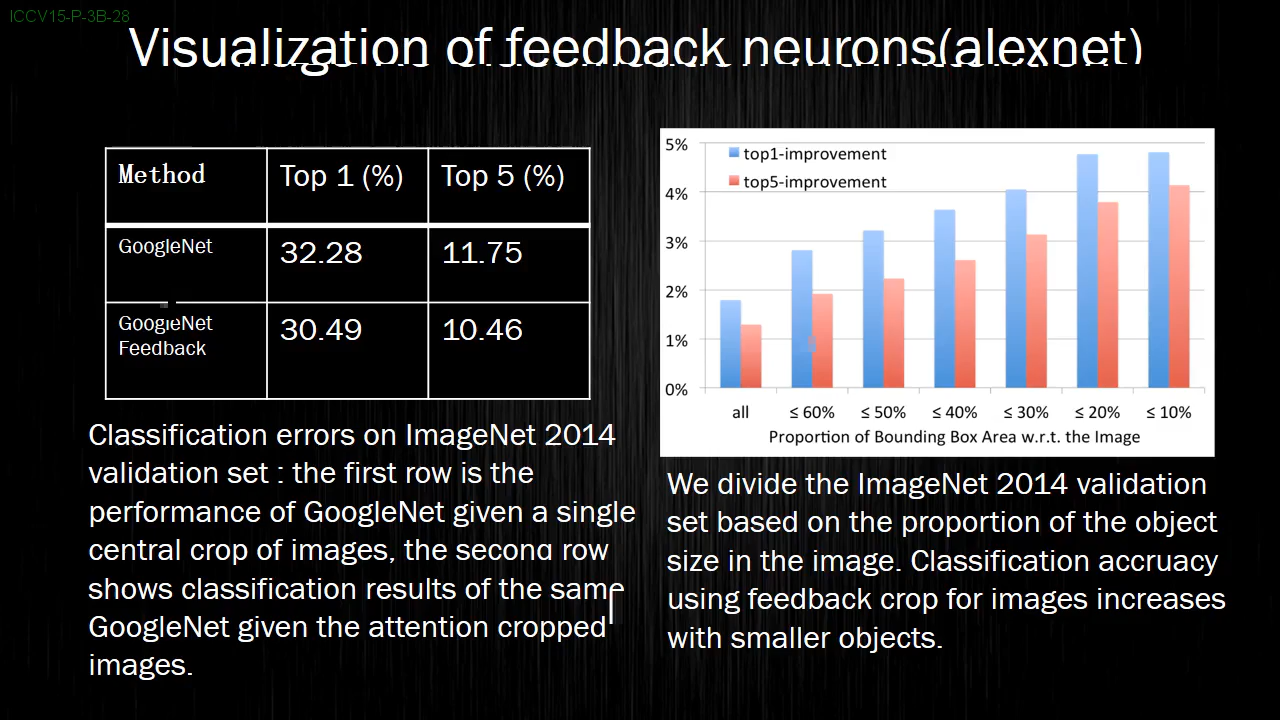 ICCV15-P-3B-28
Visualization of feedback neurons(alexnet)
Method Top 1 (%) Top 5 (%)
GoogleNet 32.28 11.75
GoogleNet
Feedback 30.49 10.46
Classification errors on ImageNet 2014
validation set : the first row is the
performance of GoogleNet given a single
central crop of images, the second row
shows classification results of the same
GoogleNet given the attention cropped
images.
5%
4%
3%
2%
1%
0%
top1-improvement
top5-improvement
all ≤ 60% ≤ 50% ≤ 40% ≤ 30% ≤ 20% ≤ 10%
Proportion of Bounding Box Area w.r.t. the Image
We divide the ImageNet 2014 validation
set based on the proportion of the object
size in the image. Classification accruacy
using feedback crop for images increases
with smaller objects.